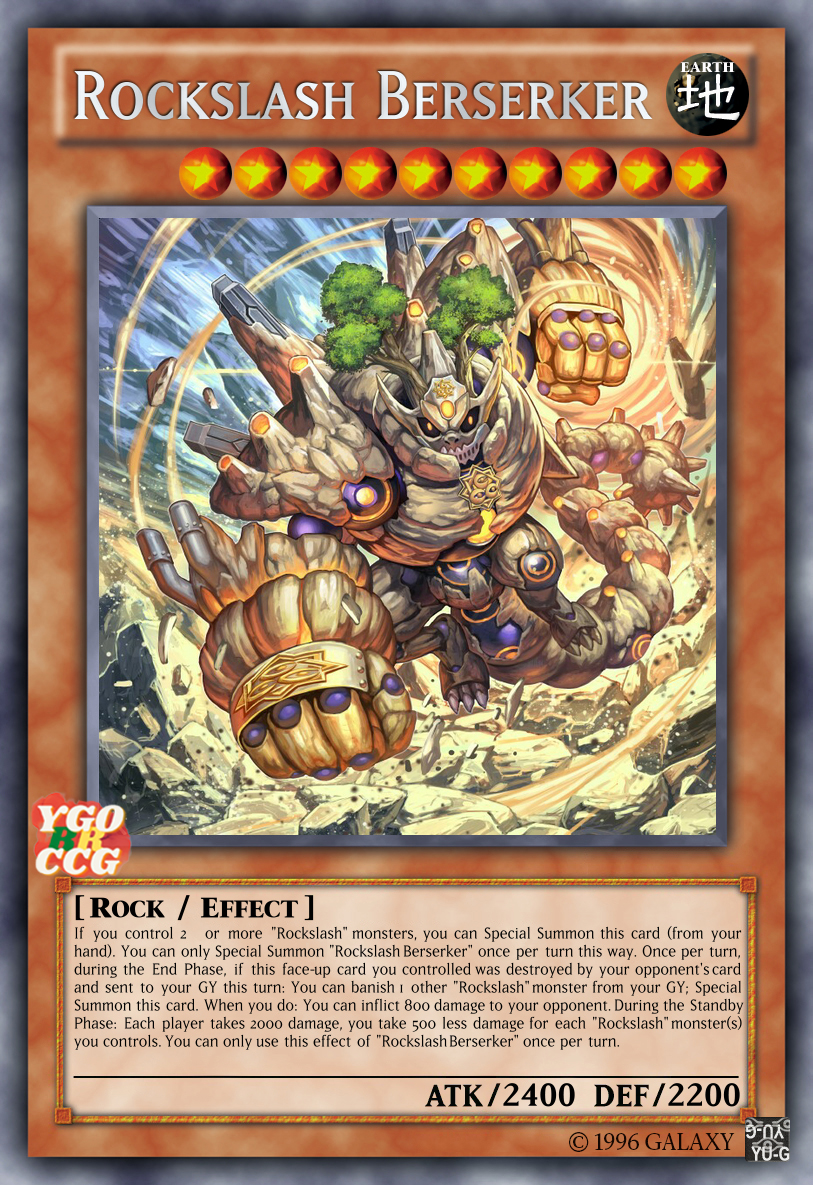 Rockslash Berserker
EARTH
地
YGO
RR
CCG
[ Rock / Effect ]
If you control 2 or more "Rockslash" monsters, you can Special Summon this card (from your
hand). You can only Special Summon "Rockslash Berserker" once per turn this way. Once per turn,
during the End Phase, if this face-up card you controlled was destroyed by your opponent's card
and sent to your GY this turn: You can banish 1 other "Rockslash" monster from your GY; Special
Summon this card. When you do: You can inflict 800 damage to your opponent. During the Standby
Phase: Each player takes 2000 damage, you take 500 less damage for each "Rockslash" monster(s)
you controls. You can only use this effect of "Rockslash Berserker" once per turn.
ATK/2400 DEF/2200
© 1996 GALAXY
YU-G